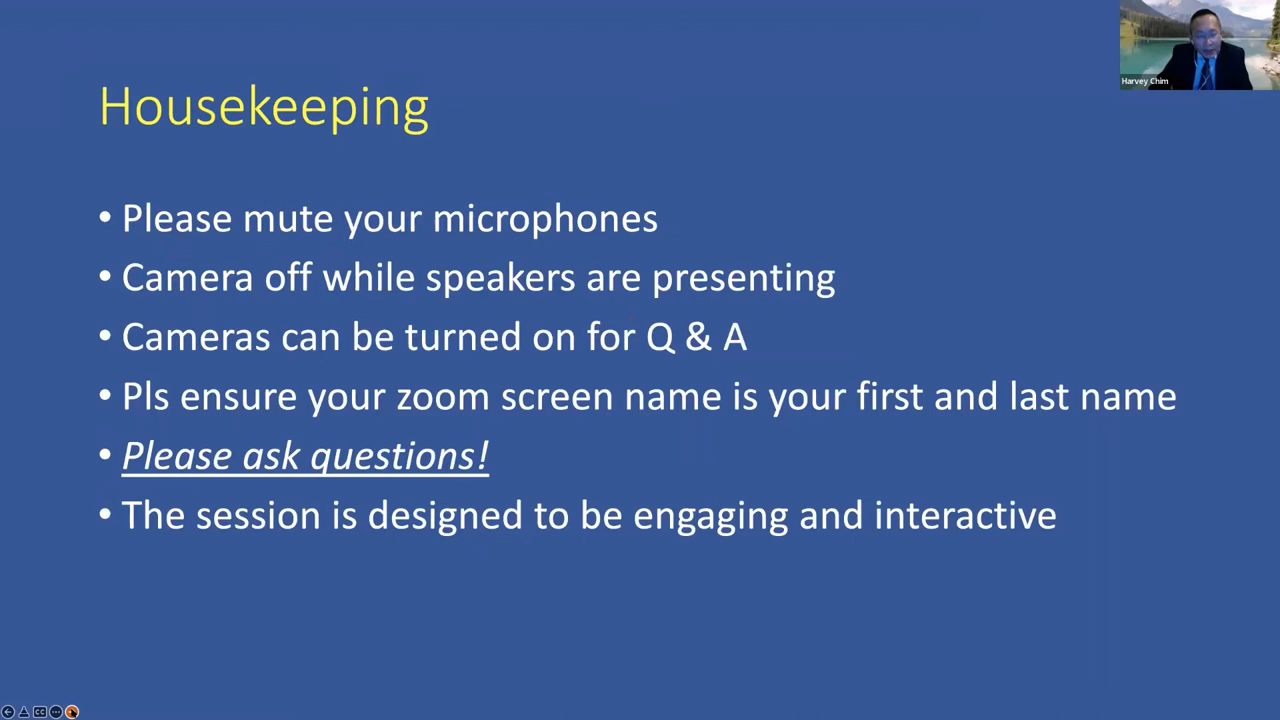 Harvey Chim
Housekeeping
• Please mute your microphones
• Camera off while speakers are presenting
• Cameras can be turned on for Q & A
• Pls ensure your zoom screen name is your first and last name
• Please ask questions!
• The session is designed to be engaging and interactive
CC